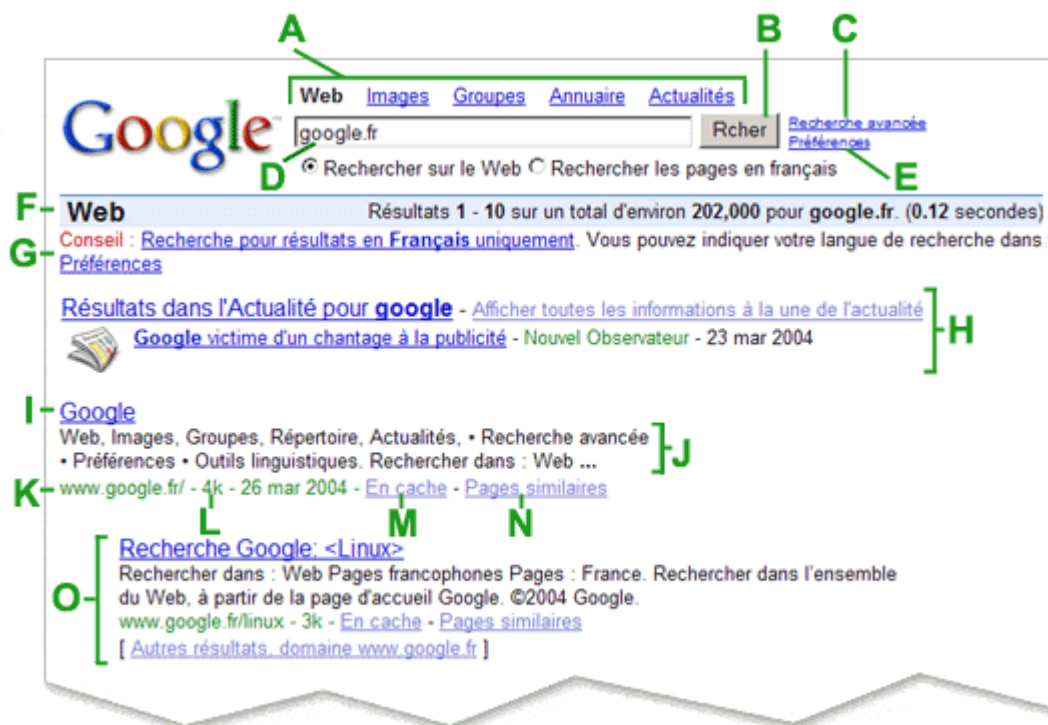 A B C
Web Images Groupes Annuaire Actualités
Google™
google.fr Rcher Recherche avancée
Préférences
D E
Rechercher sur le Web Rechercher les pages en français
F Web Résultats 1 - 10 sur un total d'environ 202,000 pour google.fr. (0.12 secondes)
G Conseil : Recherche pour résultats en Français uniquement. Vous pouvez indiquer votre langue de recherche dans
Préférences
Résultats dans l'Actualité pour google - Afficher toutes les informations à la une de l'actualité
Google victime d'un chantage à la publicité - Nouvel Observateur - 23 mar 2004
H
I Google
Web, Images, Groupes, Répertoire, Actualités, • Recherche avancée
• Préférences • Outils linguistiques. Rechercher dans : Web ...
J
K www.google.fr/ - 4k - 26 mar 2004 - En cache - Pages similaires
L M N
Recherche Google: <Linux>
Rechercher dans : Web Pages francophones Pages : France. Rechercher dans l'ensemble
O du Web, à partir de la page d'accueil Google. ©2004 Google.
www.google.fr/linux - 3k - En cache - Pages similaires
[ Autres résultats, domaine www.google.fr ]